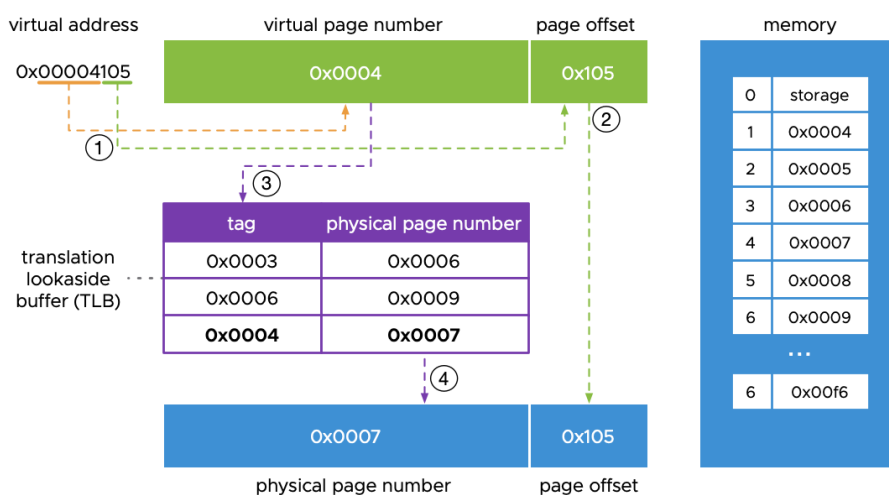 virtual address
virtual page number
page offset
memory
0x00004105
0x0004
0x105
1
2
3
tag
physical page number
0x0003
0x0006
0x0006
0x0009
0x0004
0x0007
translation
lookaside
buffer (TLB)
4
0x0007
0x105
physical page number
page offset
0 storage
1 0x0004
2 0x0005
3 0x0006
4 0x0007
5 0x0008
6 0x0009
...
6 0x00f6